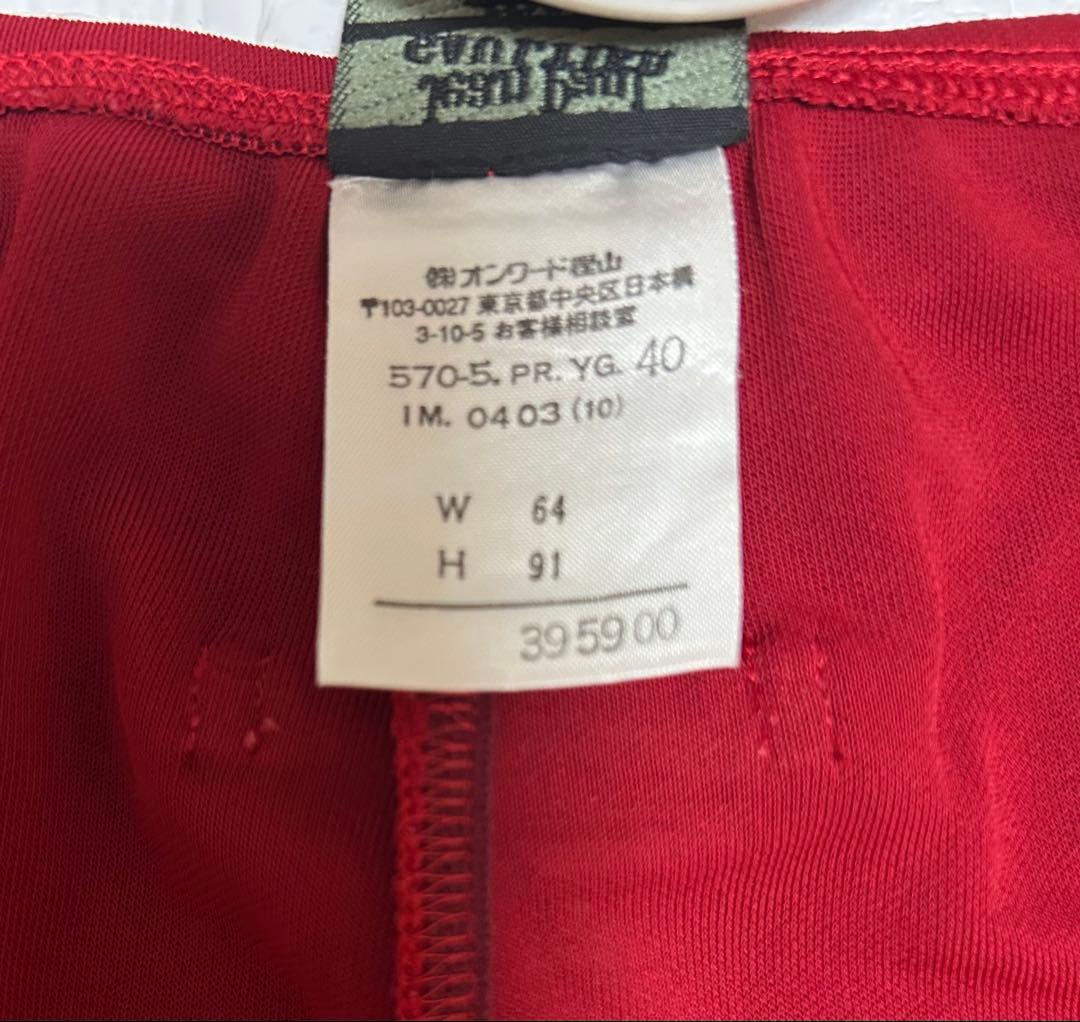 ㈱オンワード樫山
〒103-0027 東京都中央区日本橋
3-10-5 お客様相談室
570-5. PR. YG. 40
IM. 0403 (10)
W 64
H 91
395900